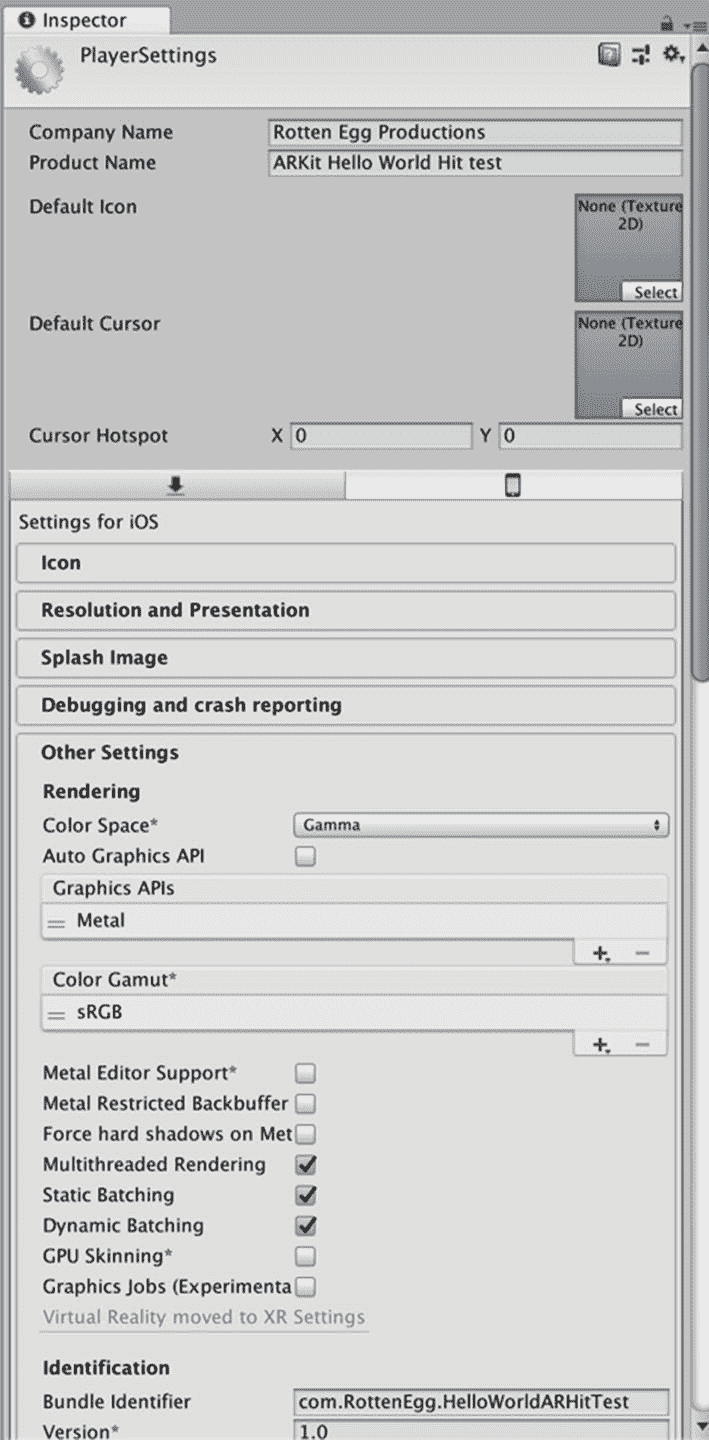 Inspector
PlayerSettings
Company Name Rotten Egg Productions
Product Name ARKit Hello World Hit test
Default Icon
None (Texture
2D)
Select
Default Cursor
None (Texture
2D)
Select
Cursor Hotspot X 0 Y 0
Settings for iOS
Icon
Resolution and Presentation
Splash Image
Debugging and crash reporting
Other Settings
Rendering
Color Space* Gamma
Auto Graphics API
Graphics APIs
= Metal
Color Gamut*
= sRGB
Metal Editor Support*
Metal Restricted Backbuffer
Force hard shadows on Met
Multithreaded Rendering
Static Batching
Dynamic Batching
GPU Skinning*
Graphics Jobs (Experimenta
Virtual Reality moved to XR Settings
Identification
Bundle Identifier com.RottenEgg.HelloWorldARHitTest
Version* 1.0